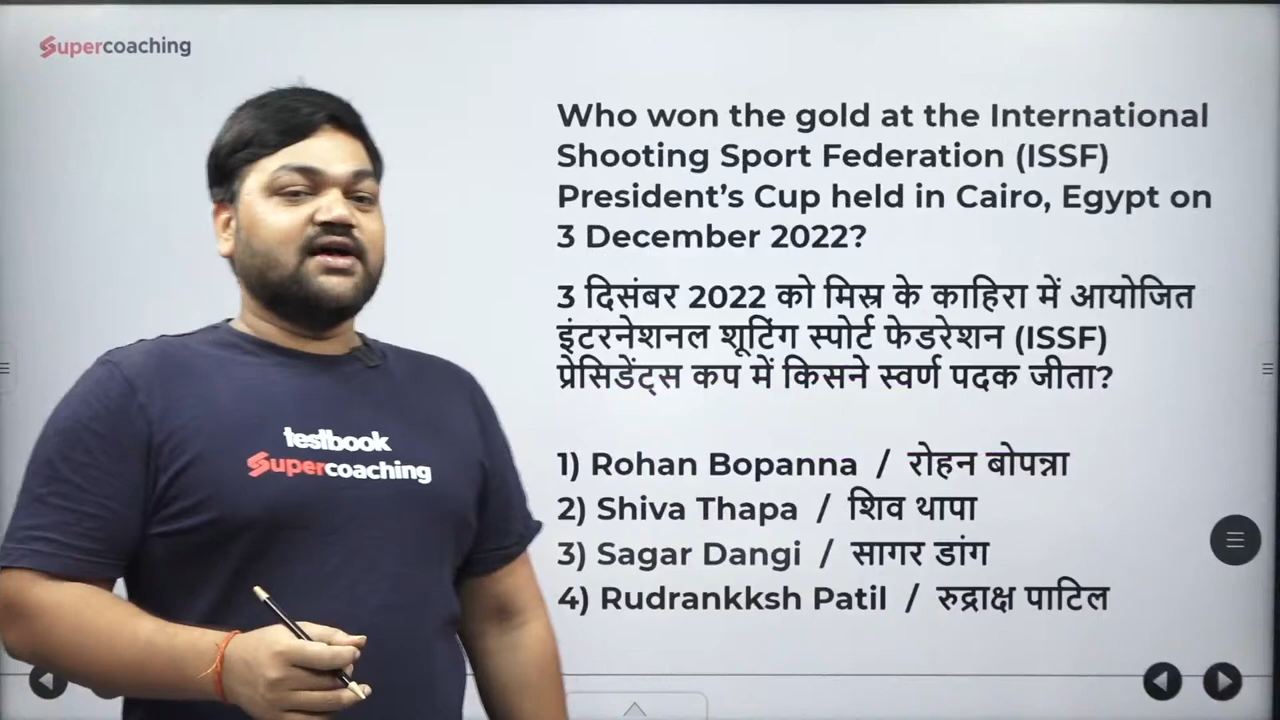 Supercoaching
Who won the gold at the International
Shooting Sport Federation (ISSF)
President’s Cup held in Cairo, Egypt on
3 December 2022?
3 दिसंबर 2022 को मिस्र के काहिरा में आयोजित
इंटरनेशनल शूटिंग स्पोर्ट फेडरेशन (ISSF)
प्रेसिडेंट्स कप में किसने स्वर्ण पदक जीता?
1) Rohan Bopanna / रोहन बोपन्ना
2) Shiva Thapa / शिव थापा
3) Sagar Dangi / सागर डांग
4) Rudrankksh Patil / रुद्राक्ष पाटिल
testbook
Supercoaching